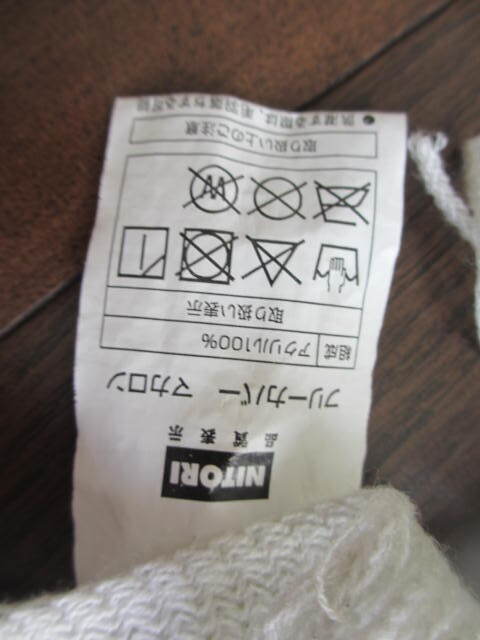 NITORI
品質表示
フリーカバー マカロン
組成 アクリル100%
取り扱い表示
取り扱い上のご注意